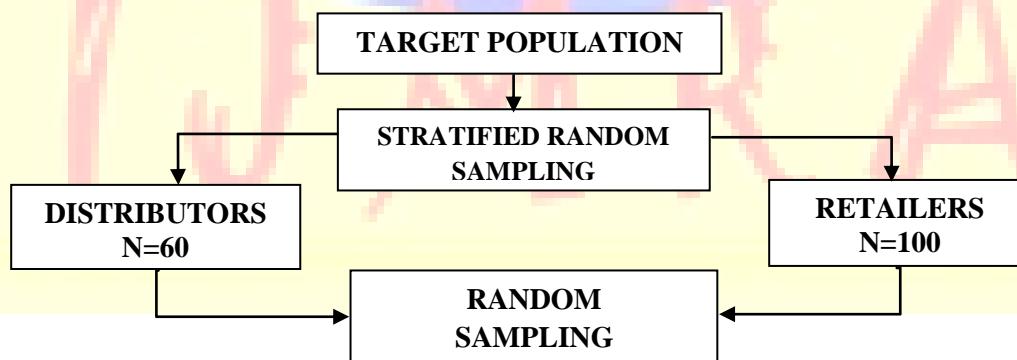 TARGET POPULATION
STRATIFIED RANDOM
SAMPLING
DISTRIBUTORS
N=60
RETAILERS
N=100
RANDOM
SAMPLING